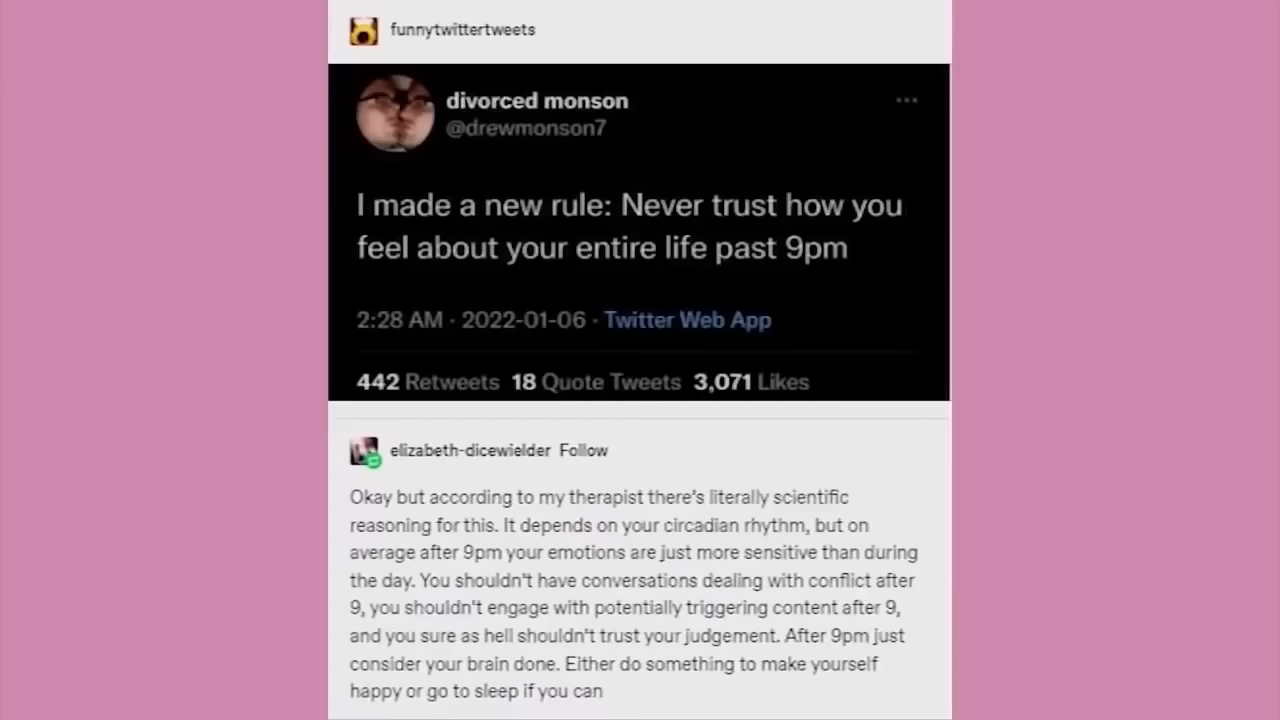 funnytwittertweets
divorced monson
@drewmonson7
I made a new rule: Never trust how you
feel about your entire life past 9pm
2:28 AM · 2022-01-06 · Twitter Web App
442 Retweets 18 Quote Tweets 3,071 Likes
elizabeth-dicewielder Follow
Okay but according to my therapist there's literally scientific
reasoning for this. It depends on your circadian rhythm, but on
average after 9pm your emotions are just more sensitive than during
the day. You shouldn't have conversations dealing with conflict after
9, you shouldn't engage with potentially triggering content after 9,
and you sure as hell shouldn't trust your judgement. After 9pm just
consider your brain done. Either do something to make yourself
happy or go to sleep if you can